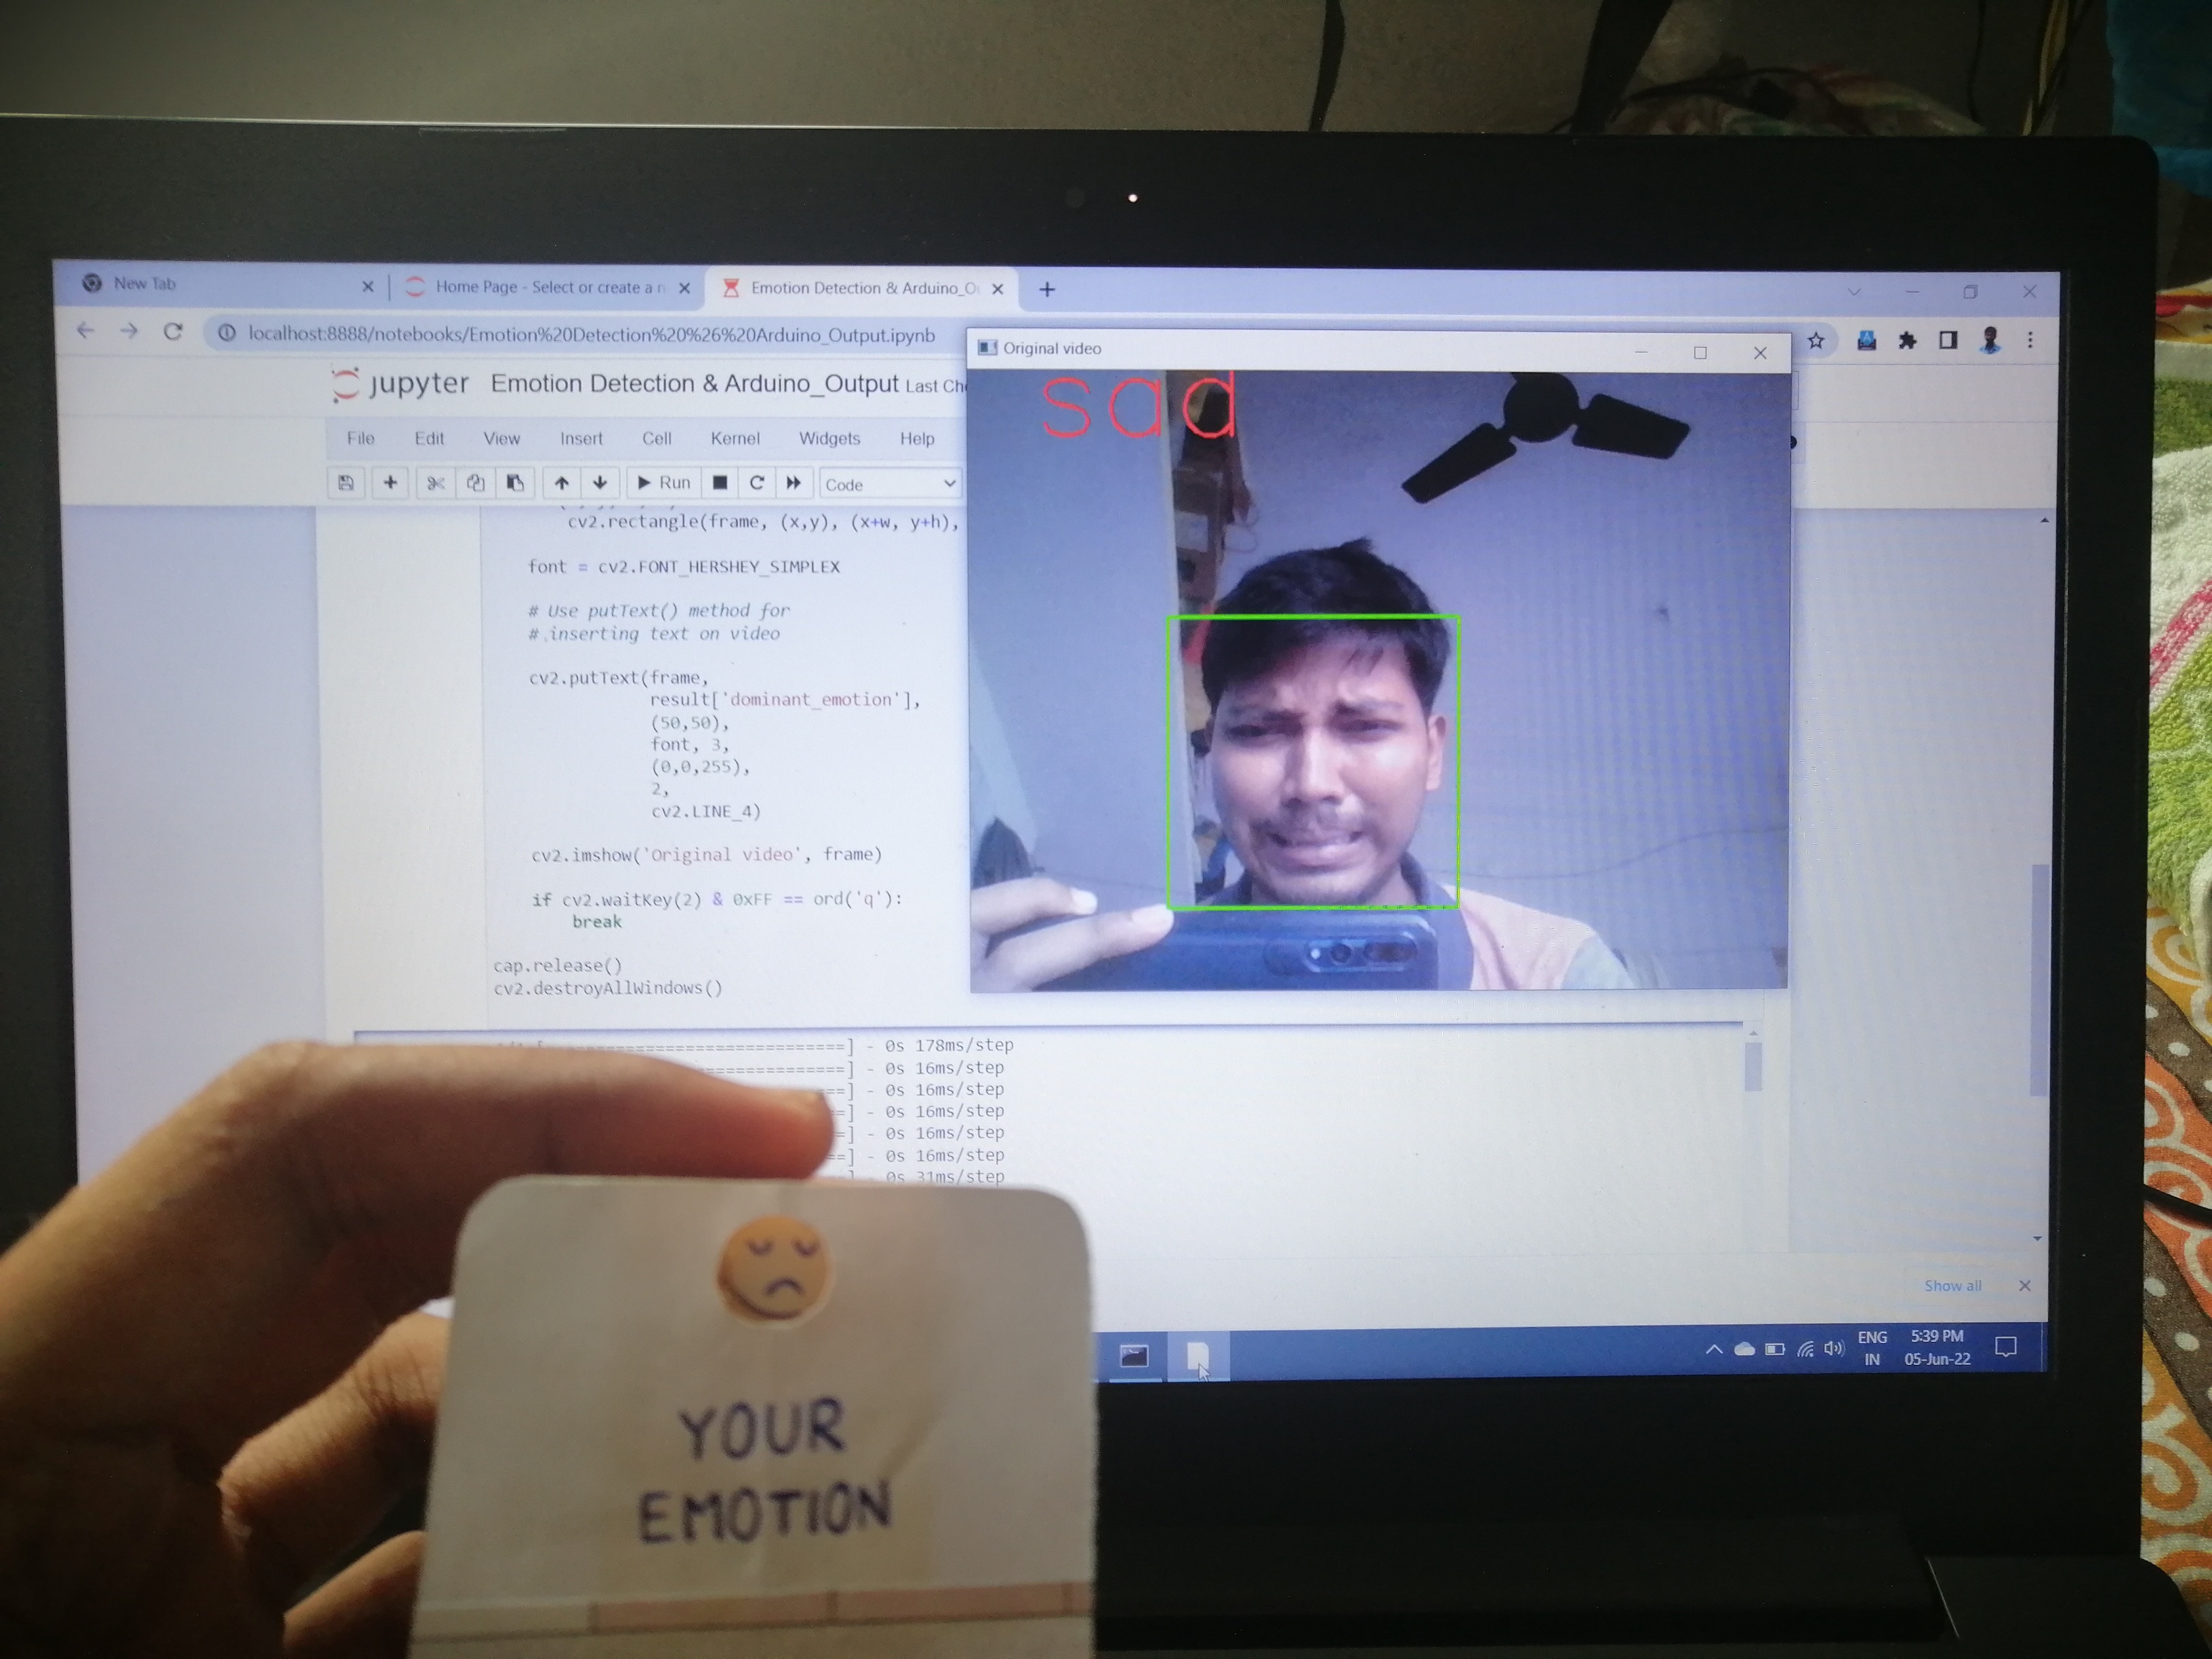 New Tab
Home Page - Select or create a n
Emotion Detection & Arduino_O
localhost:8888/notebooks/Emotion%20Detection%20%26%20Arduino_Output.ipynb
Original video
jupyter Emotion Detection & Arduino_Output Last Ch
File Edit View Insert Cell Kernel Widgets Help
Run Code
sad
cv2.rectangle(frame, (x,y), (x+w, y+h),
font = cv2.FONT_HERSHEY_SIMPLEX
# Use putText() method for
# inserting text on video
cv2.putText(frame,
result['dominant_emotion'],
(50,50),
font, 3,
(0,0,255),
2,
cv2.LINE_4)
cv2.imshow('Original video', frame)
if cv2.waitKey(2) & 0xFF == ord('q'):
break
cap.release()
cv2.destroyAllWindows()
==============================] - 0s 178ms/step
==============] - 0s 16ms/step
==] - 0s 16ms/step
=] - 0s 16ms/step
=] - 0s 16ms/step
==] - 0s 16ms/step
] - 0s 31ms/step
Show all
ENG
IN
5:39 PM
05-Jun-22
YOUR
EMOTION